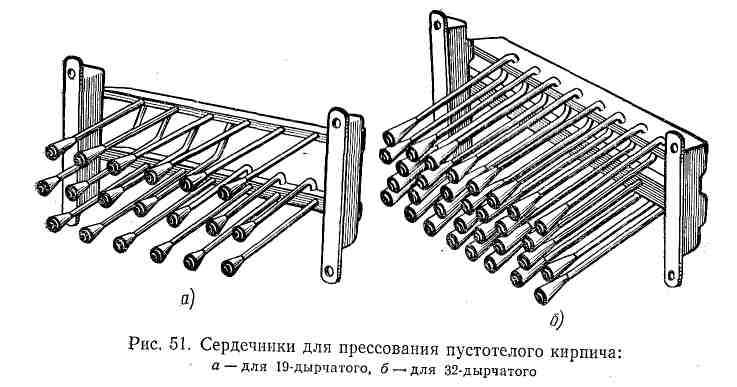 а)
б)
Рис. 51. Сердечники для прессования пустотелого кирпича:
а — для 19-дырчатого, б — для 32-дырчатого